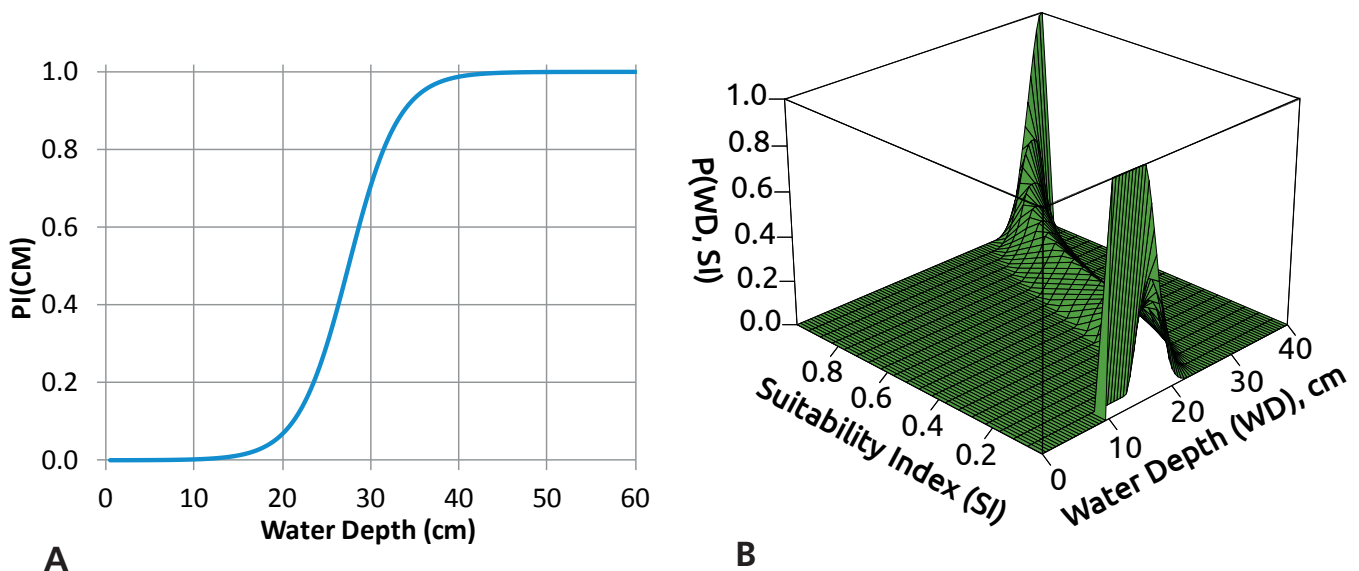 PI(CM)
1.0
0.8
0.6
0.4
0.2
0.0
0 10 20 30 40 50 60
Water Depth (cm)
A
P(WD, SI)
1.0
0.8
0.6
0.4
0.2
0.0
0.8
0.6
0.4
0.2
Suitability Index (SI)
0
10
20
30
40
Water Depth (WD), cm
B